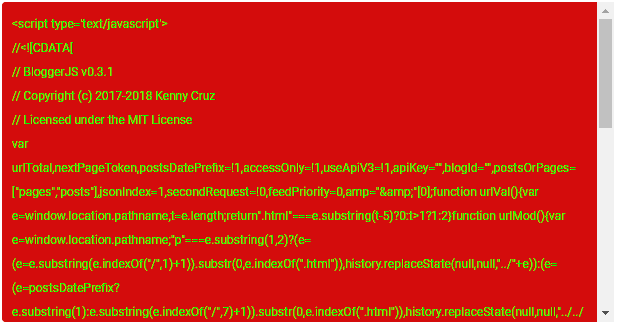 <script type='text/javascript'>
//<![CDATA[
// BloggerJS v0.3.1
// Copyright (c) 2017-2018 Kenny Cruz
// Licensed under the MIT License
var
urlTotal,nextPageToken,postsDatePrefix=!1,accessOnly=!1,useApiV3=!1,apiKey="",blogId="",postsOrPages=
["pages","posts"],jsonIndex=1,secondRequest=!0,feedPriority=0,amp="&amp;"[0];function urlVal(){var
e=window.location.pathname,t=e.length;return".html"===e.substring(t-5)?0:t>1?1:2}function urlMod(){var
e=window.location.pathname;"p"===e.substring(1,2)?(e=
(e=e.substring(e.indexOf("/",1)+1)).substr(0,e.indexOf(".html")),history.replaceState(null,null,"../"+e)):(e=
(e=postsDatePrefix?
e.substring(1):e.substring(e.indexOf("/",7)+1)).substr(0,e.indexOf(".html")),history.replaceState(null,null,"../../